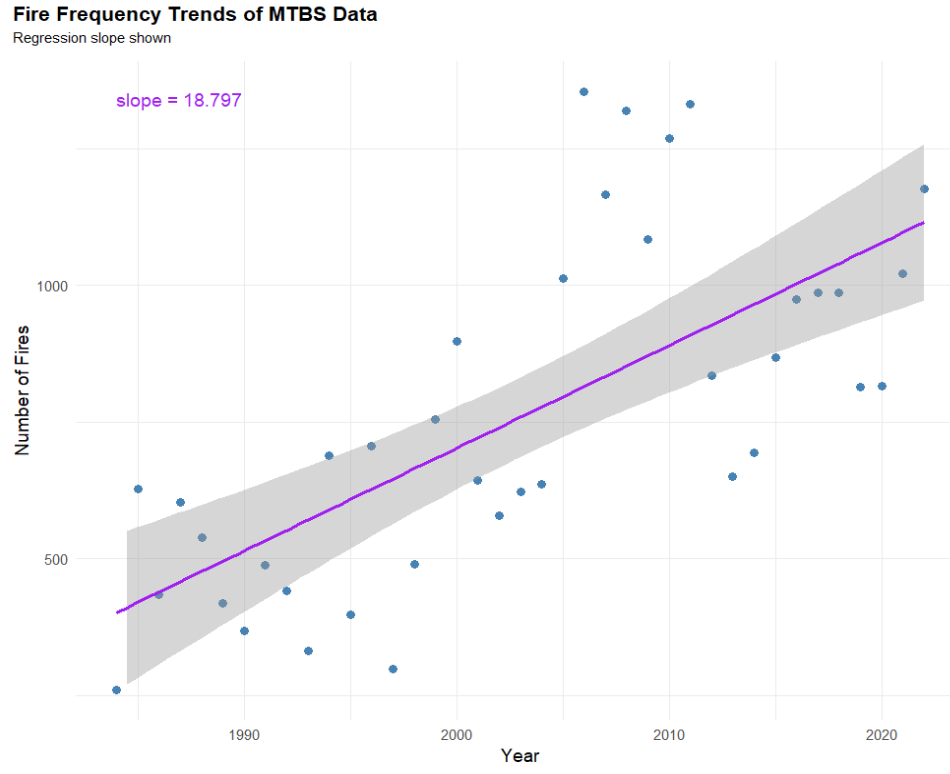 Fire Frequency Trends of MTBS Data
Regression slope shown
slope = 18.797
Number of Fires
1000
500
1990 2000 2010 2020
Year